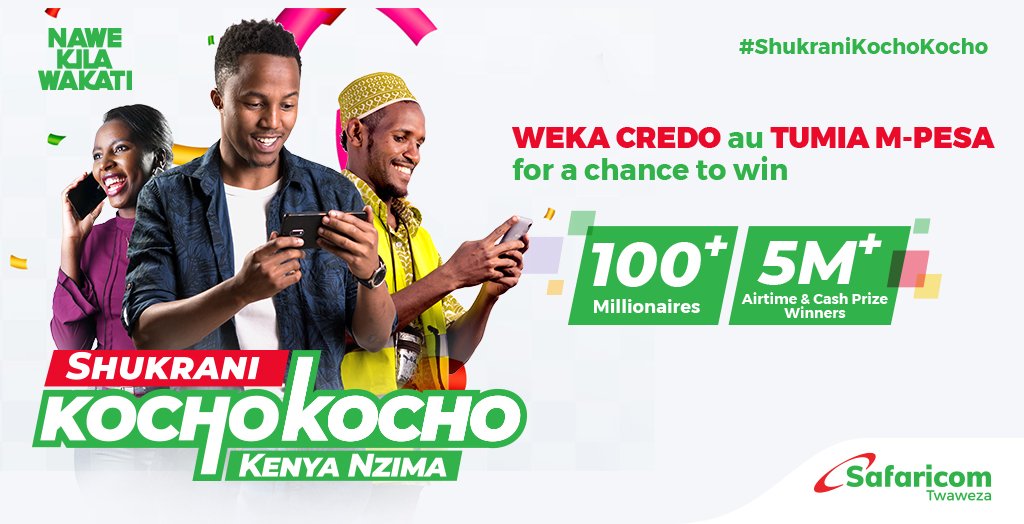 NAWE
KILA
WAKATI
#ShukraniKochoKocho
WEKA CREDO au TUMIA M-PESA
for a chance to win
100+
Millionaires
5M+
Airtime & Cash Prize
Winners
SHUKRANI
KOCHOKOCHO
KENYA NZIMA
Safaricom
Twaweza